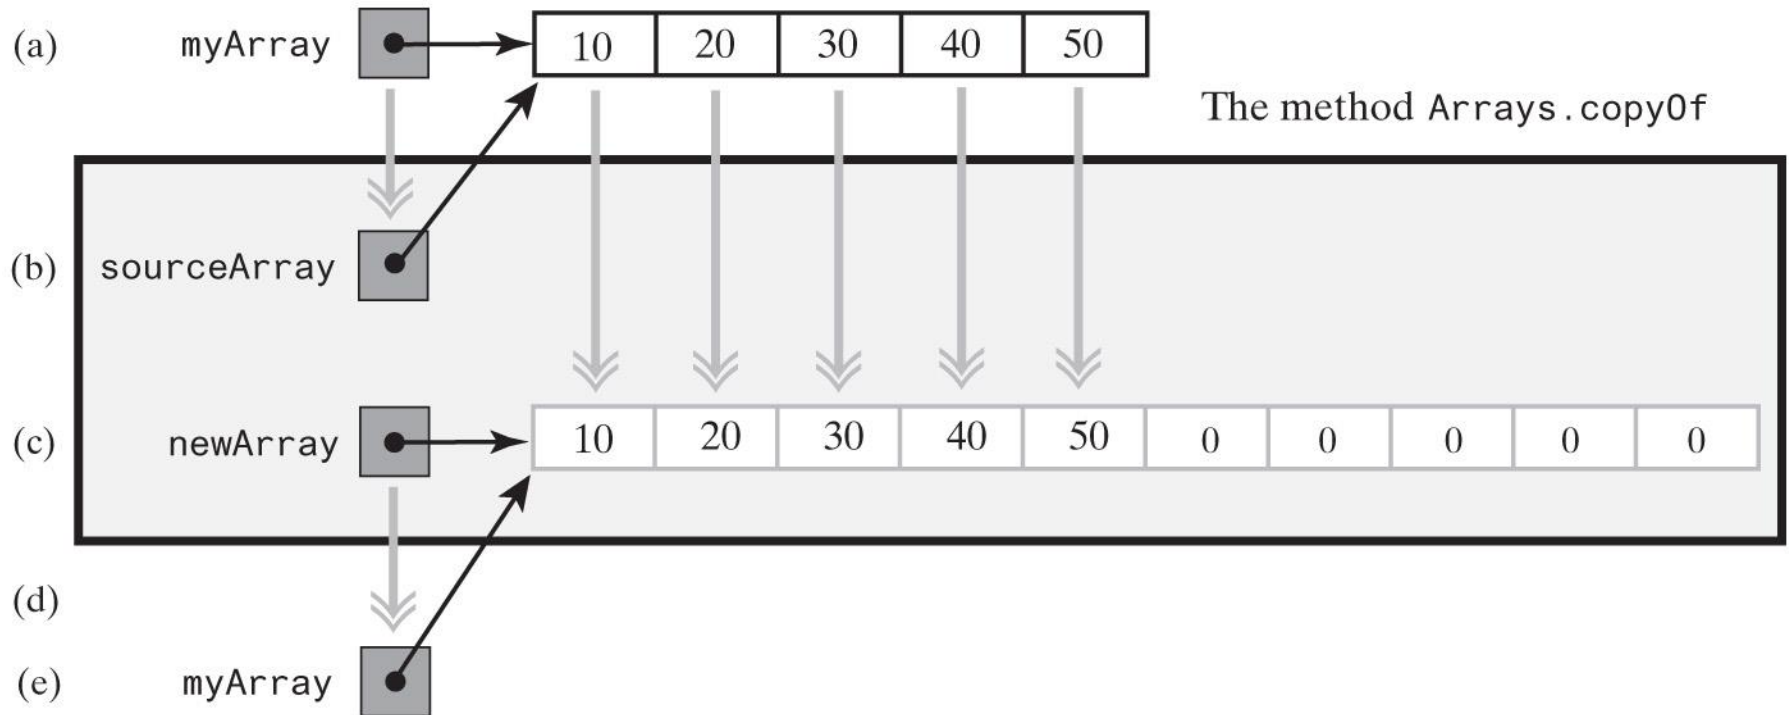 (a) myArray 10 20 30 40 50
The method Arrays.copyOf
(b) sourceArray
(c) newArray 10 20 30 40 50 0 0 0 0 0
(d)
(e) myArray